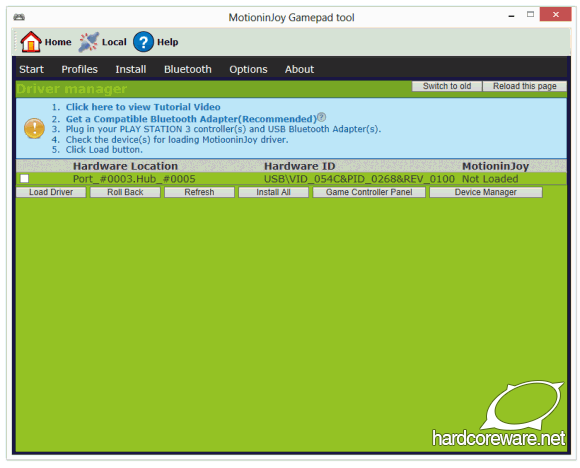 MotioninJoy Gamepad tool
Home Local Help
Start Profiles Install Bluetooth Options About
Driver manager Switch to old Reload this page
1. Click here to view Tutorial Video
2. Get a Compatible Bluetooth Adapter(Recommended)?
3. Plug in your PLAY STATION 3 controller(s) and USB Bluetooth Adapter(s).
4. Check the device(s) for loading MotiooninJoy driver.
5. Click Load button.
Hardware Location Hardware ID MotioninJoy
Port_#0003.Hub_#0005 USB\VID_054C&PID_0268&REV_0100 Not Loaded
Load Driver Roll Back Refresh Install All Game Controller Panel Device Manager
hardcoreware.net